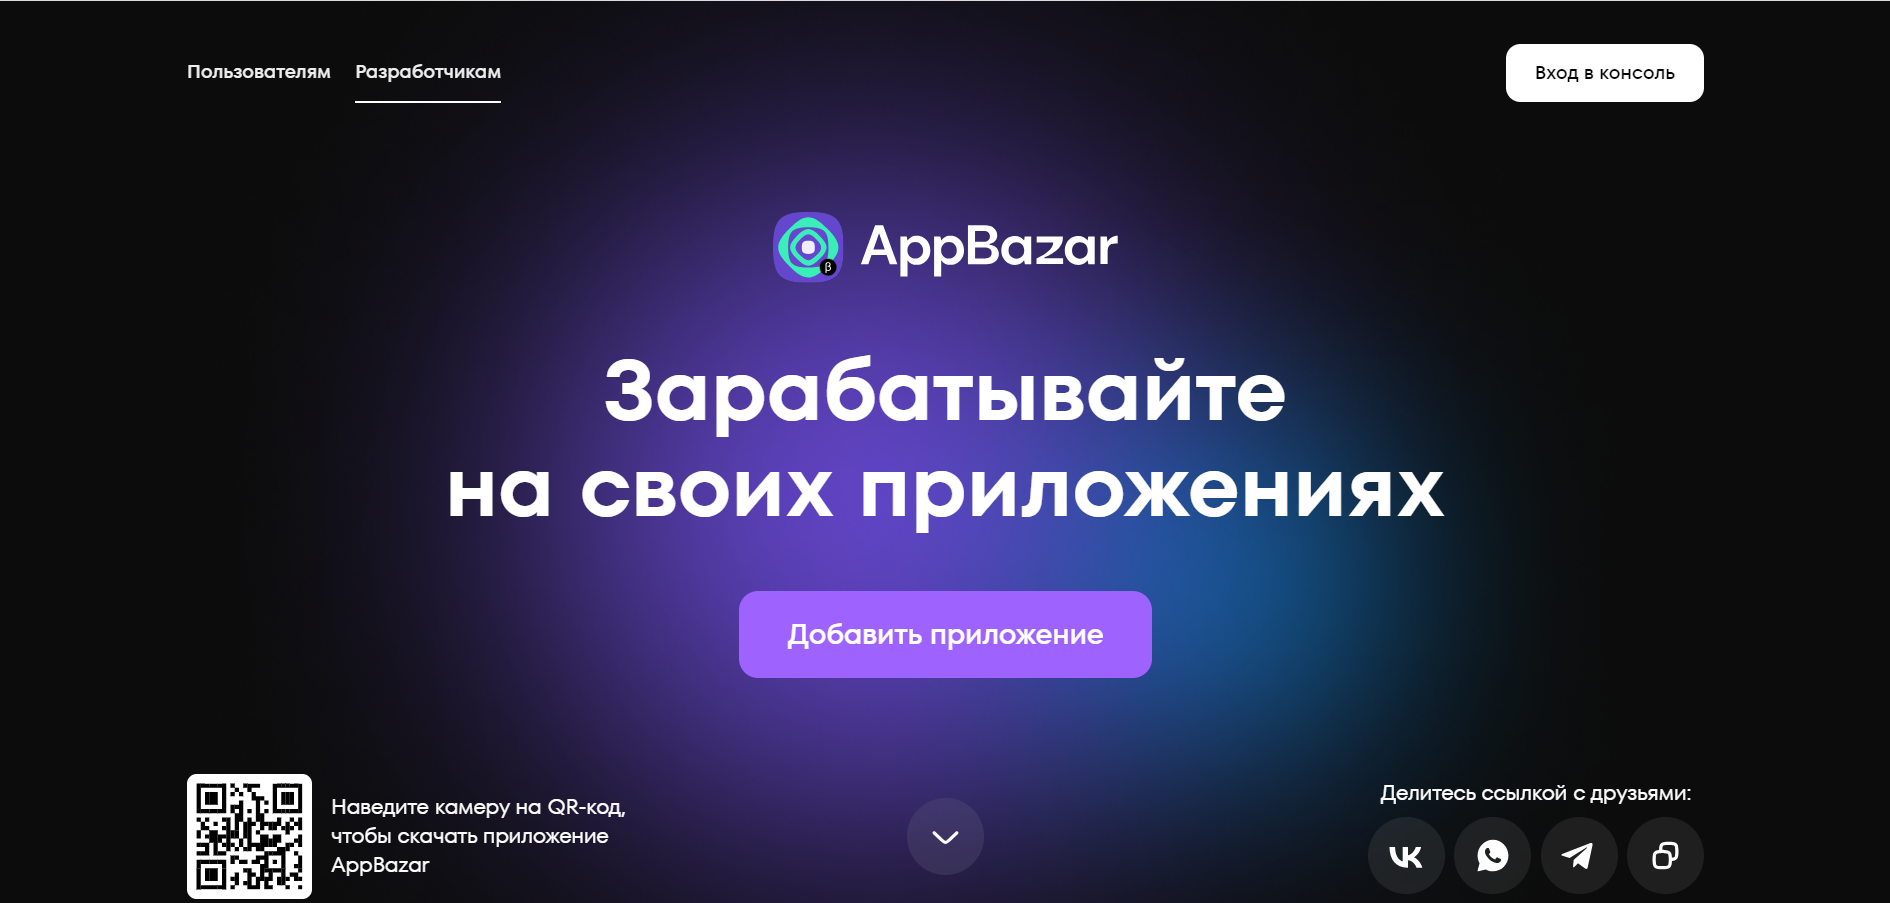 Пользователям
Разработчикам
Вход в консоль
β
AppBazar
Зарабатывайте
на своих приложениях
Добавить приложение
Наведите камеру на QR-код,
чтобы скачать приложение
AppBazar
Делитесь ссылкой с друзьями: